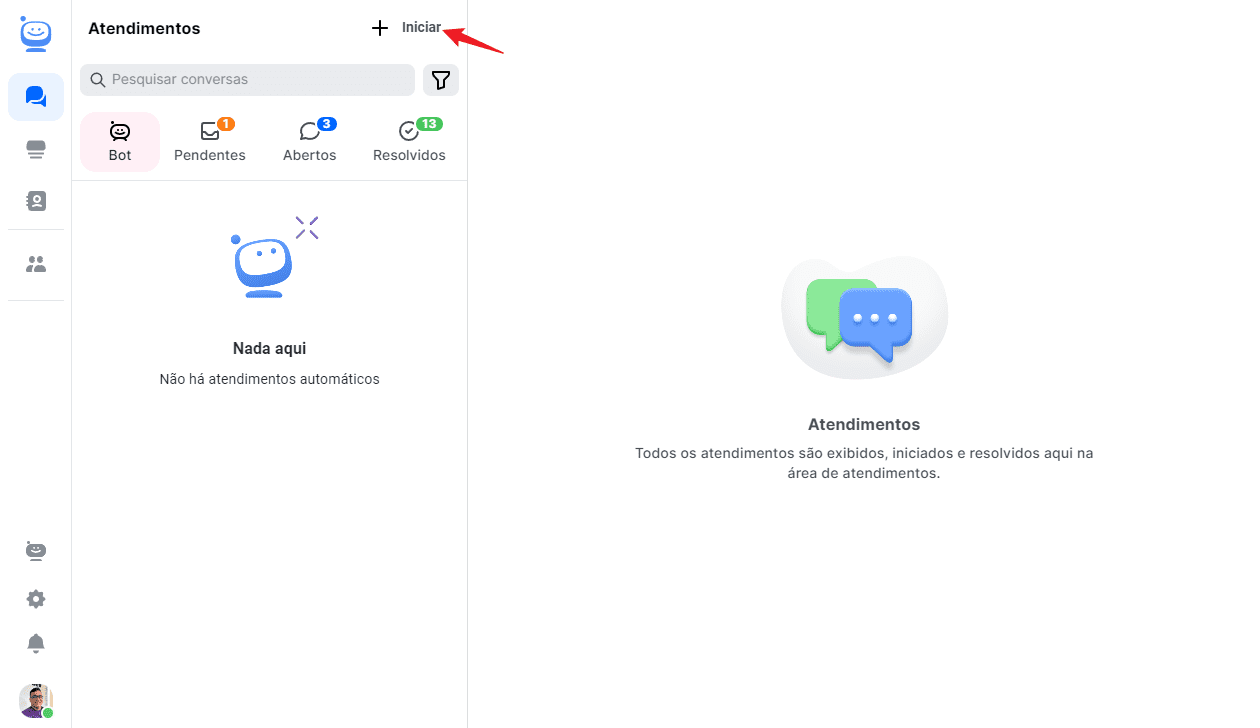 Atendimentos
Iniciar
Pesquisar conversas
1
3
13
Bot
Pendentes
Abertos
Resolvidos
Nada aqui
Não há atendimentos automáticos
Atendimentos
Todos os atendimentos são exibidos, iniciados e resolvidos aqui na
área de atendimentos.